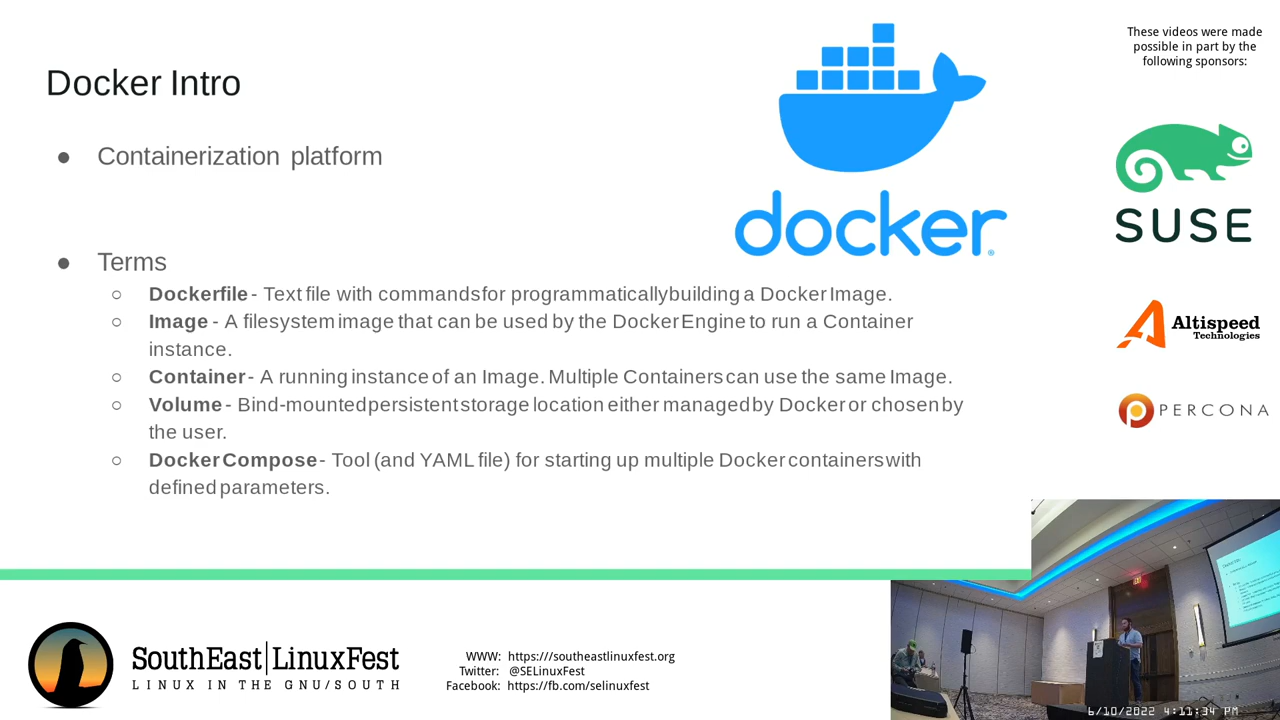 Docker Intro
● Containerization platform
● Terms
○ Dockerfile - Text file with commands for programmatically building a Docker Image.
○ Image - A filesystem image that can be used by the Docker Engine to run a Container
instance.
○ Container - A running instance of an Image. Multiple Containers can use the same Image.
○ Volume - Bind-mounted persistent storage location either managed by Docker or chosen by
the user.
○ Docker Compose - Tool (and YAML file) for starting up multiple Docker containers with
defined parameters.
docker®
These videos were made
possible in part by the
following sponsors:
SUSE
Altispeed
Technologies
PERCONA
SouthEast|LinuxFest
LINUX IN THE GNU/SOUTH
WWW: https:///southeastlinuxfest.org
Twitter: @SELinuxFest
Facebook: https://fb.com/selinuxfest
6/10/2022 4:11:34 PM